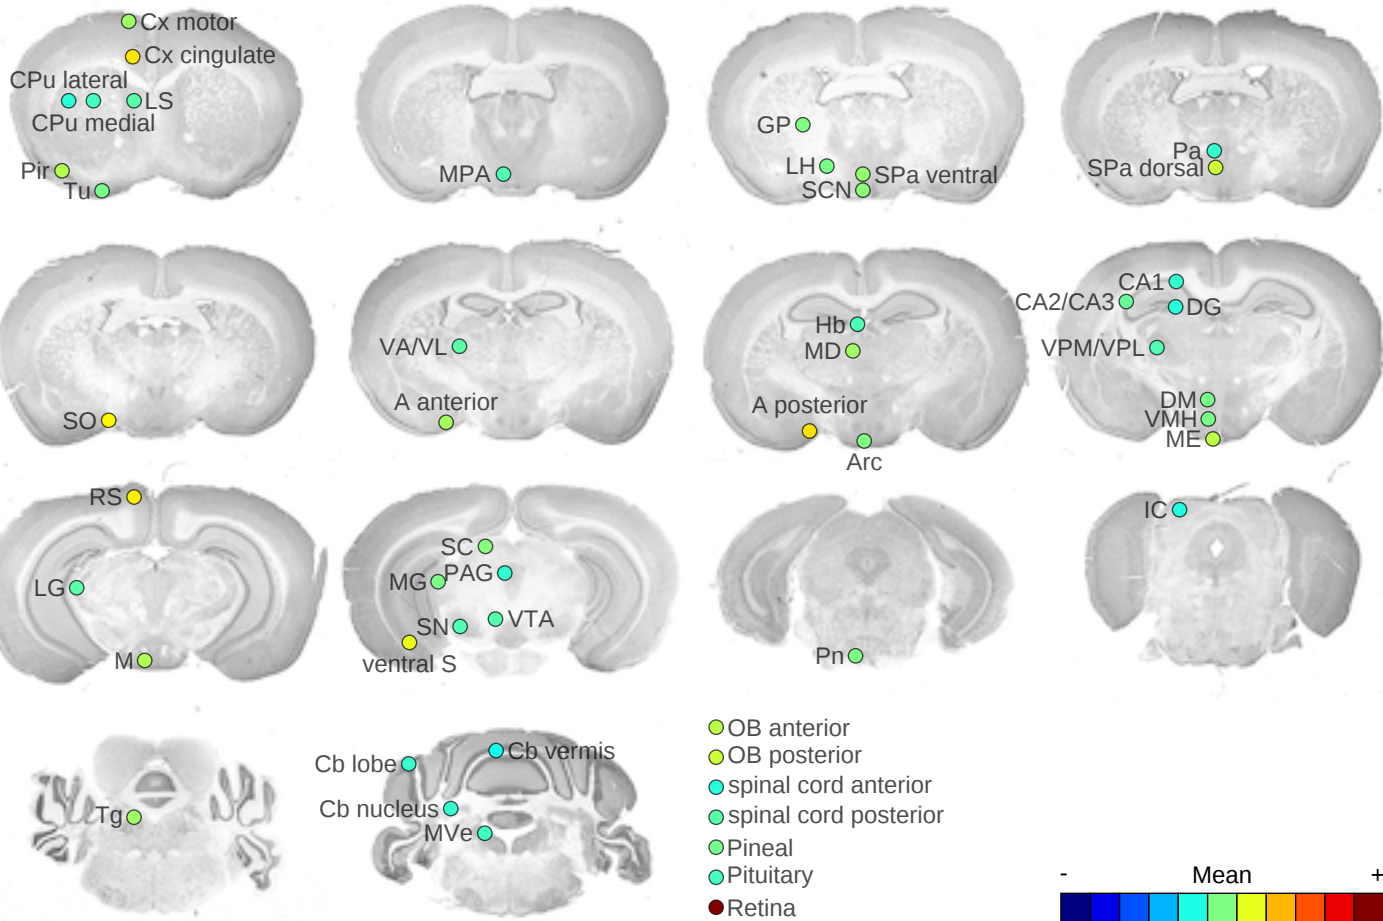 Cx motor
Cx cingulate
CPu lateral
LS
CPu medial
Pir
Tu
MPA
GP
LH
SPa ventral
SCN
Pa
SPa dorsal
SO
VA/VL
A anterior
Hb
MD
A posterior
Arc
CA1
CA2/CA3
DG
VPM/VPL
DM
VMH
ME
RS
LG
M
SC
PAG
MG
VTA
SN
ventral S
Pn
IC
Tg
Cb lobe
Cb vermis
Cb nucleus
MVe
OB anterior
OB posterior
spinal cord anterior
spinal cord posterior
Pineal
Pituitary
Retina
- Mean +